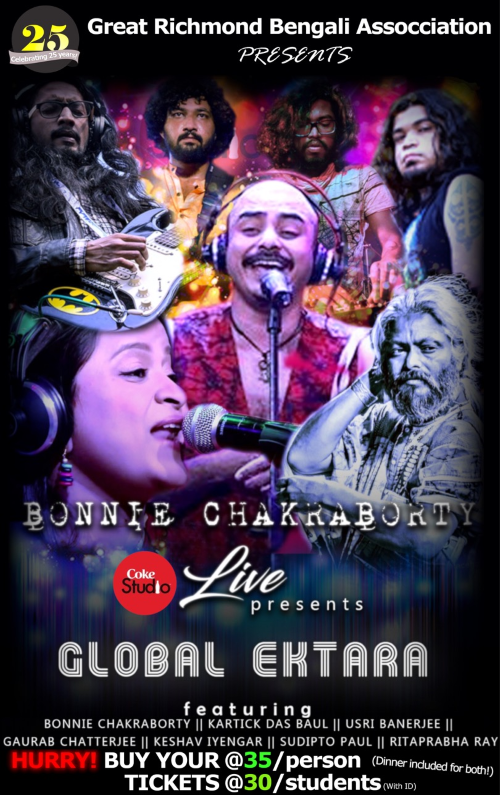 25
Celebrating 25 years!
Great Richmond Bengali Assocciation
PRESENTS
BONNIE CHAKRABORTY
Coke
Studio
Live
presents
GLOBAL EKTARA
featuring
BONNIE CHAKRABORTY || KARTICK DAS BAUL || USRI BANERJEE ||
GAURAB CHATTERJEE || KESHAV IYENGAR || SUDIPTO PAUL || RITAPRABHA RAY
HURRY! BUY YOUR @35/person (Dinner included for both!)
TICKETS @30/students (With ID)